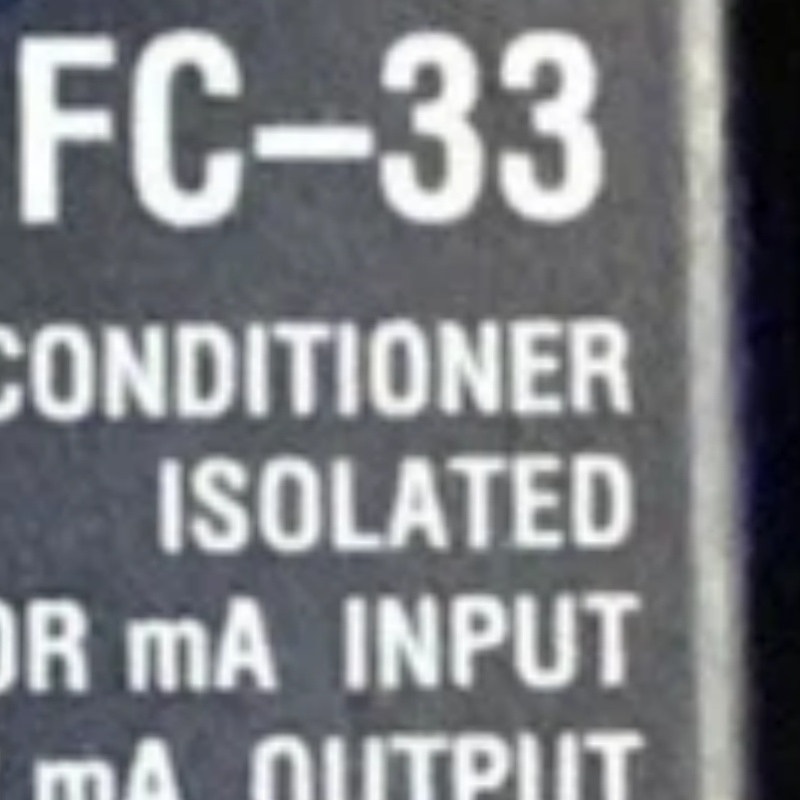 FC-33
CONDITIONER
ISOLATED
OR mA INPUT
mA OUTPUT